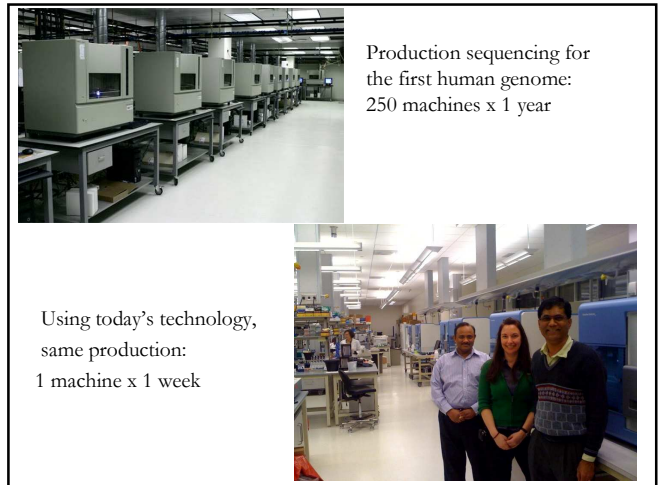 Production sequencing for
the first human genome:
250 machines x 1 year
Using today’s technology,
same production:
1 machine x 1 week